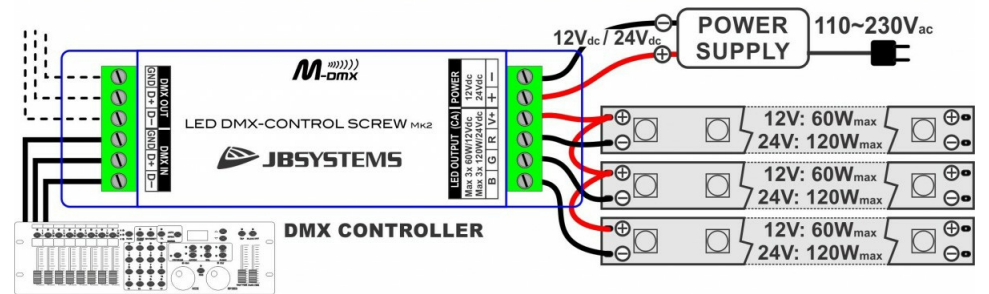 12Vdc / 24Vdc
POWER
SUPPLY
110~230Vac
M-DMX
LED DMX-CONTROL SCREW Mk2
JBSYSTEMS
DMX OUT
GND D+ D-
DMX IN
GND D+ D-
POWER
12Vdc
24Vdc
+ -
LED OUTPUT (CA)
Max 3x 60W/12Vdc
Max 3x 120W/24Vdc
B G R V+
12V: 60Wmax
24V: 120Wmax
12V: 60Wmax
24V: 120Wmax
12V: 60Wmax
24V: 120Wmax
DMX CONTROLLER